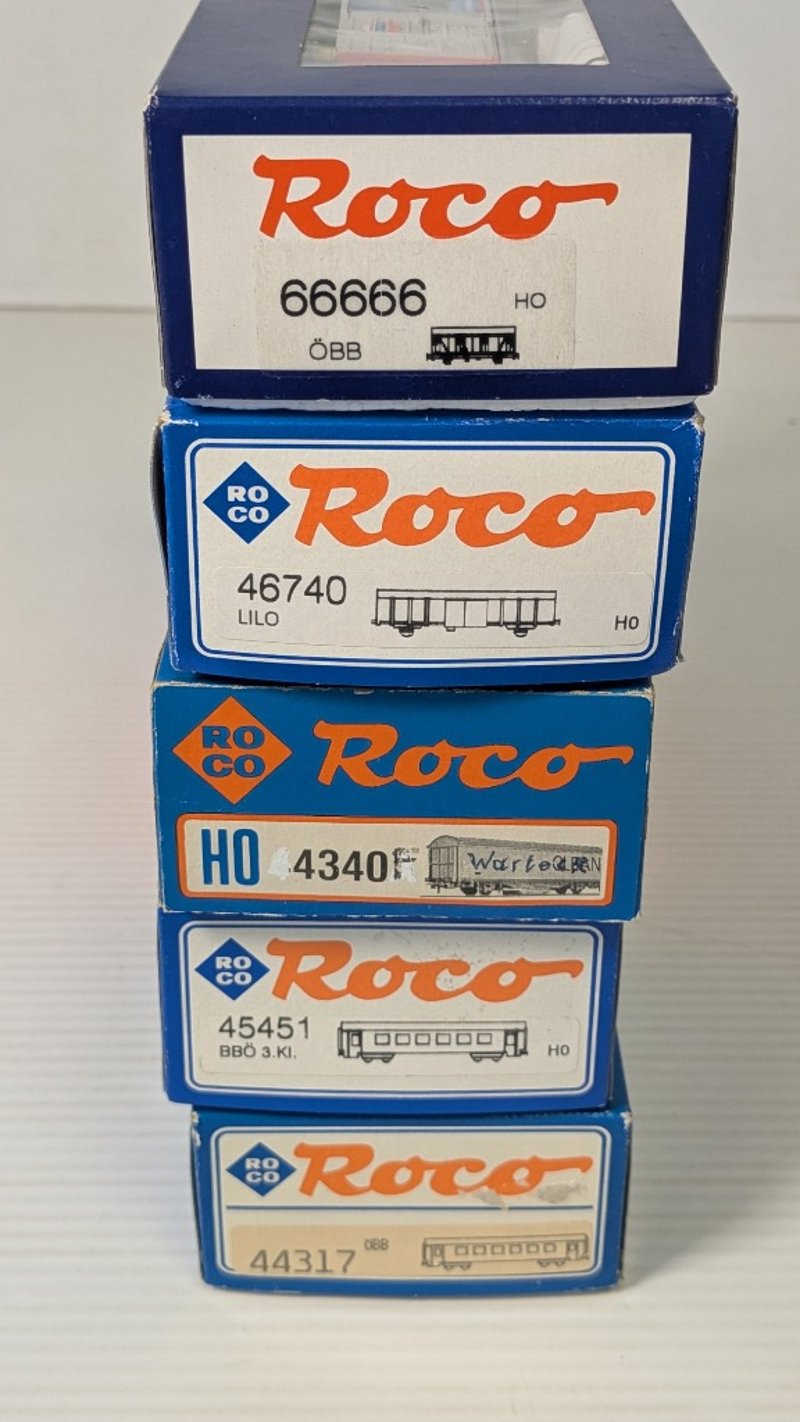 Roco
66666 HO
ÖBB
RO
CO
Roco
46740
LILO H0
RO
CO
Roco
HO 4340
RO
CO
Roco
45451
BBÖ 3.Kl. H0
RO
CO
Roco
44317 ÖBB